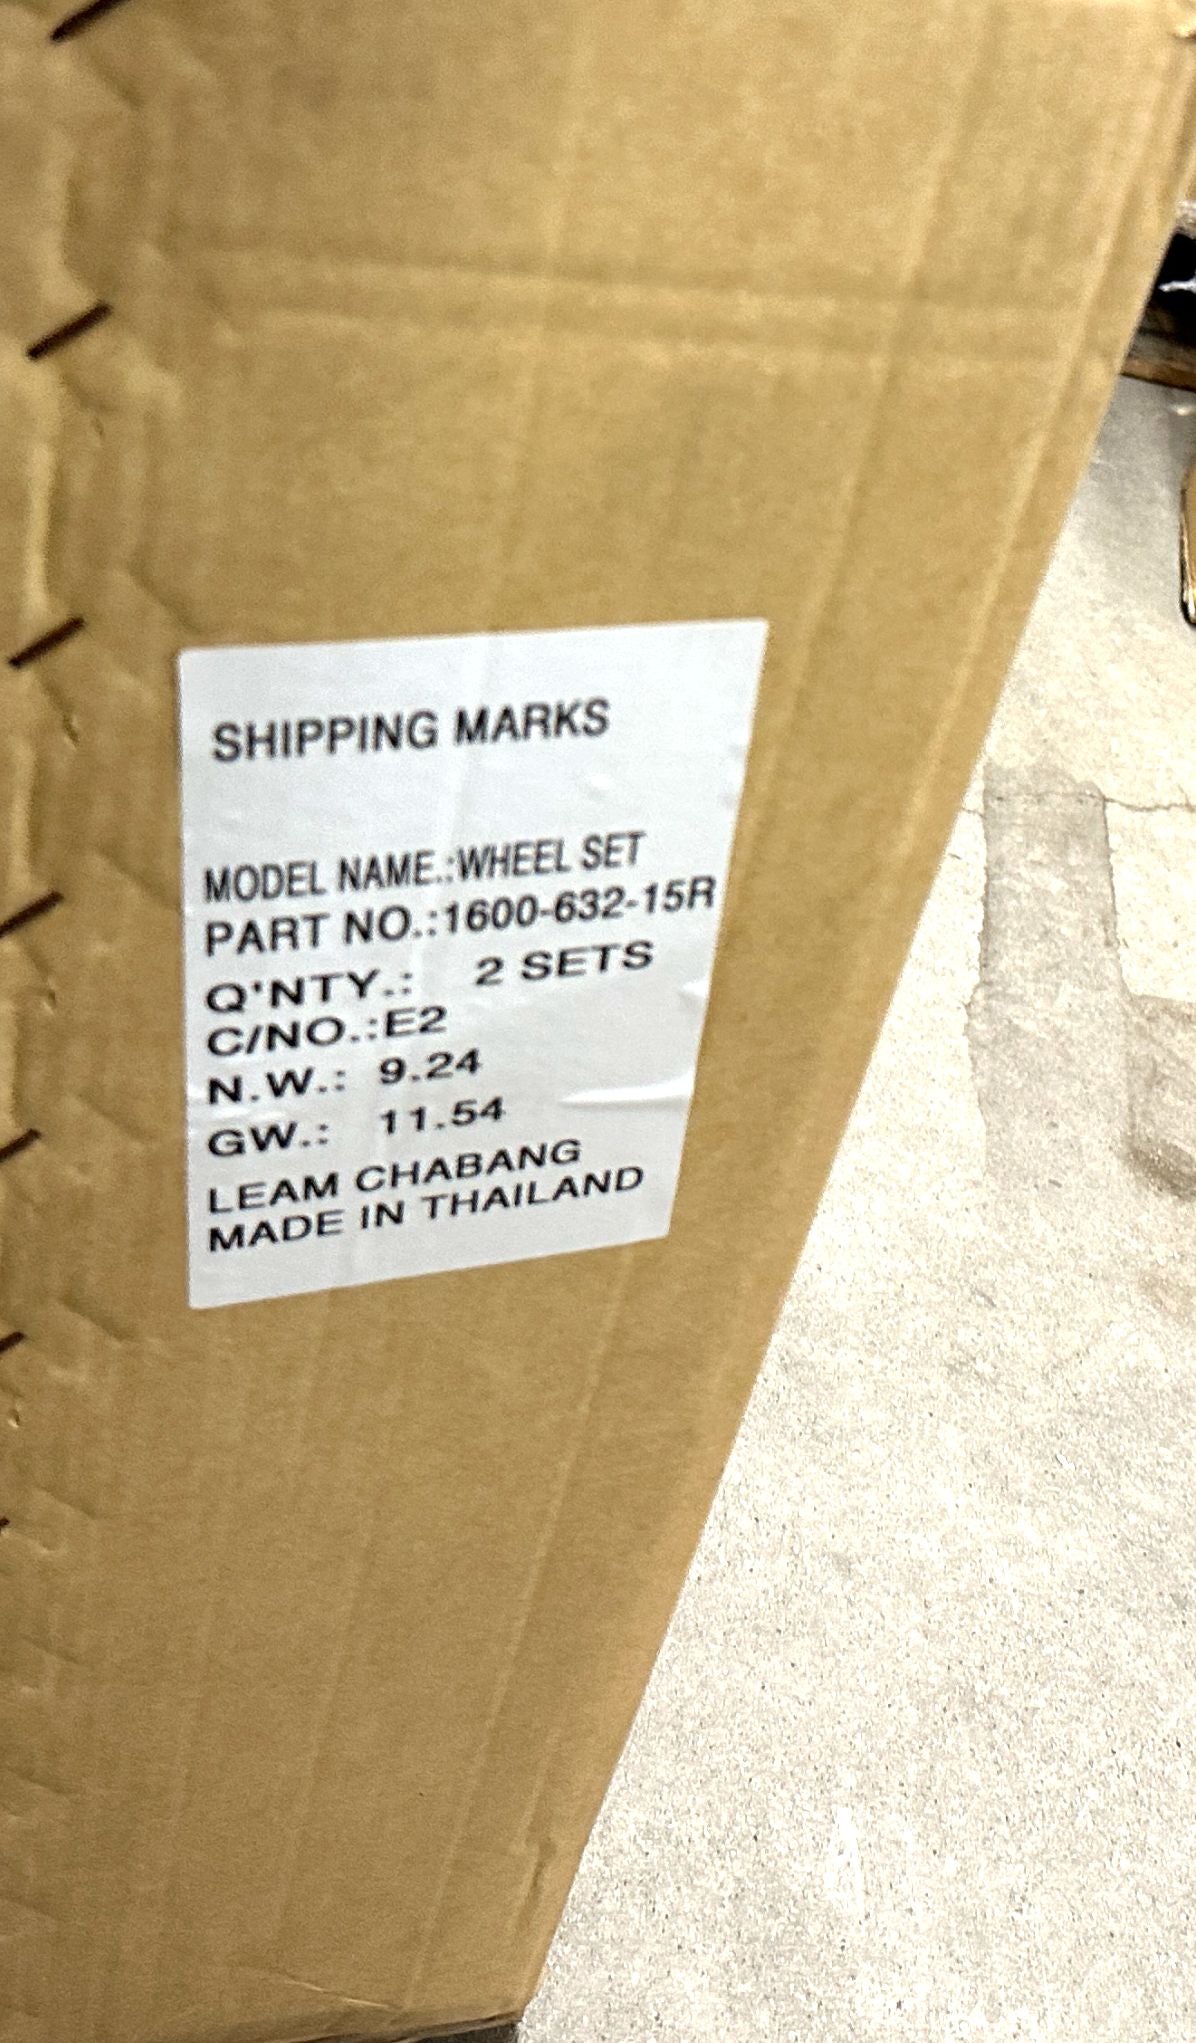 SHIPPING MARKS
MODEL NAME.:WHEEL SET
PART NO.:1600-632-15R
Q'NTY.: 2 SETS
C/NO.:E2
N.W.: 9.24
GW.: 11.54
LEAM CHABANG
MADE IN THAILAND